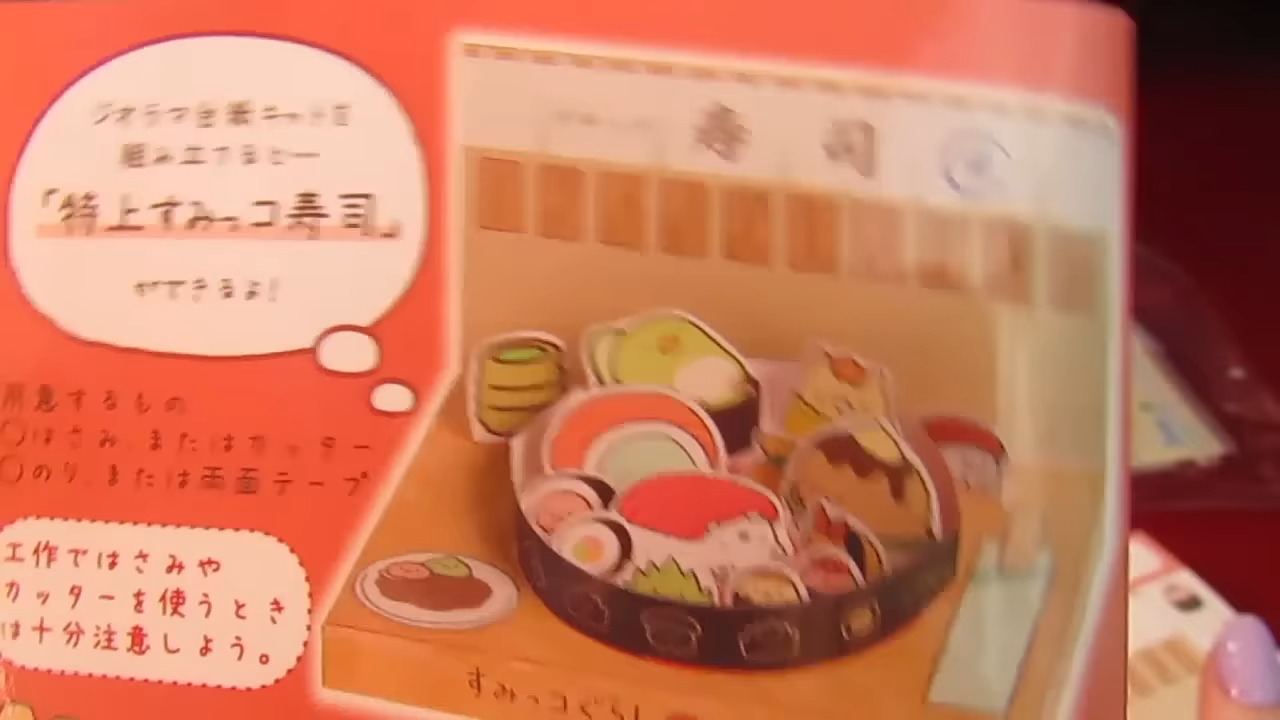 ジオラマ台紙キットを
組み立てると…
「特上すみっコ寿司」
ができるよ!
用意するもの
○はさみ、またはカッター
○のり、または両面テープ
工作ではさみや
カッターを使うとき
は十分注意しよう。
寿司
すみっコぐらし